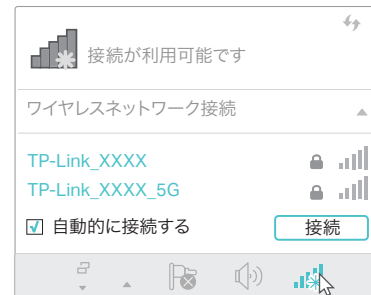 接続が利用可能です
ワイヤレスネットワーク接続
TP-Link_XXXX
TP-Link_XXXX_5G
自動的に接続する
接続